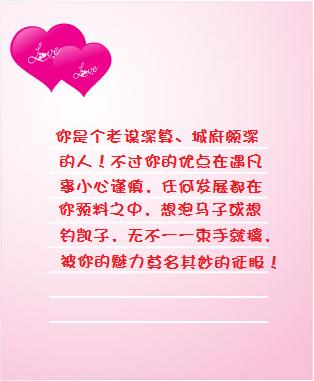 Love
Love
你是个老谋深算、城府颇深
的人！不过你的优点在遇凡
事小心谨慎，任何发展都在
你预料之中，想泡马子或想
钓凯子，无不一一束手就擒，
被你的魅力莫名其妙的征服！